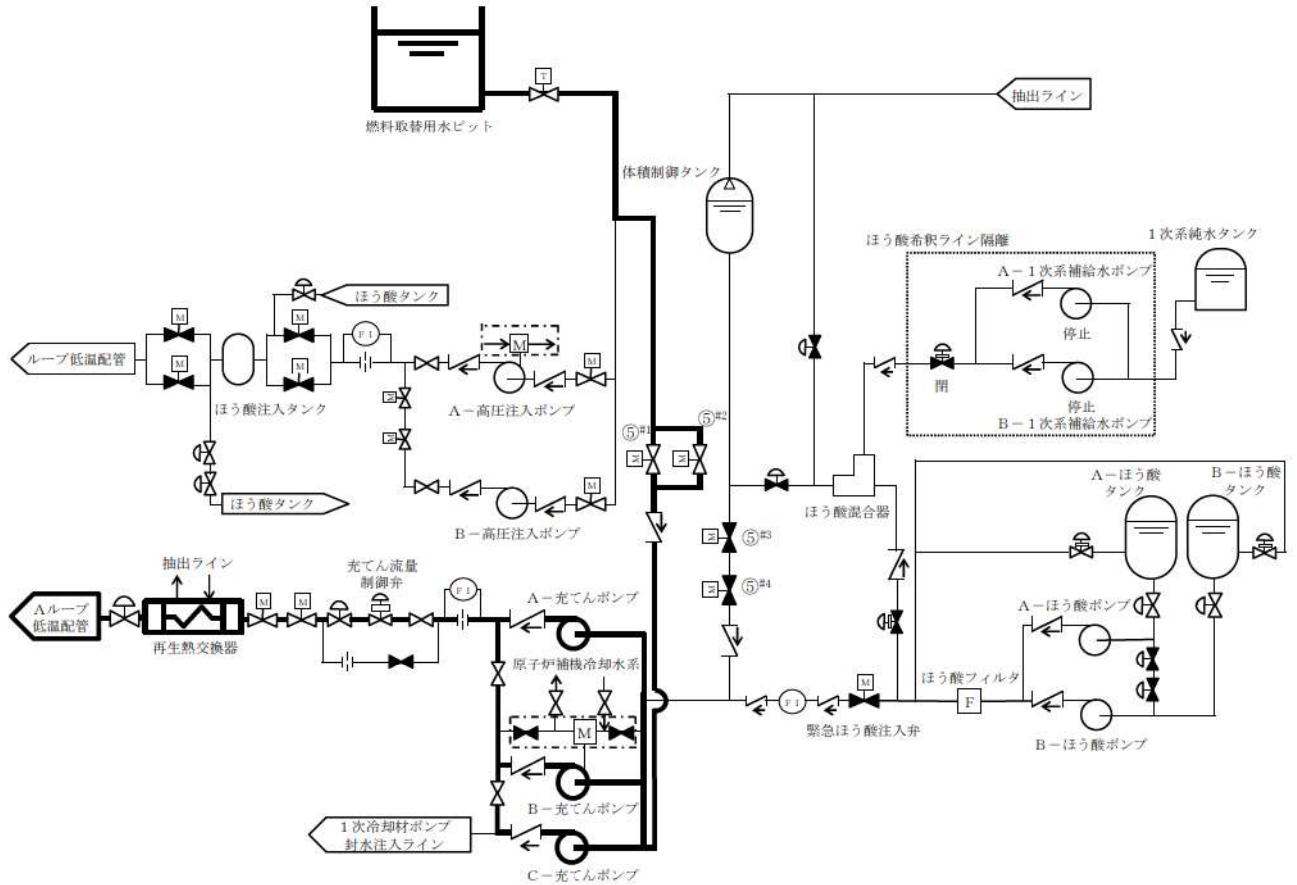 T
燃料取替用水ピット
抽出ライン
体積制御タンク
ほう酸希釈ライン隔離
1次系純水タンク
A-1次系補給水ポンプ
停止
閉
停止
B-1次系補給水ポンプ
ほう酸タンク
M
FI
M
M
ループ低温配管
M
M
M
ほう酸注入タンク
A-高圧注入ポンプ
M
M
M
ほう酸タンク
B-高圧注入ポンプ
⑤#1
⑤#2
M
M
ほう酸混合器
A-ほう酸タンク
B-ほう酸タンク
M
⑤#3
M
⑤#4
抽出ライン
充てん流量
制御弁
FI
M
M
Aループ
低温配管
再生熱交換器
A-充てんポンプ
原子炉補機冷却水系
M
B-充てんポンプ
1次冷却材ポンプ
封水注入ライン
C-充てんポンプ
FI
M
緊急ほう酸注入弁
ほう酸フィルタ
F
A-ほう酸ポンプ
B-ほう酸ポンプ